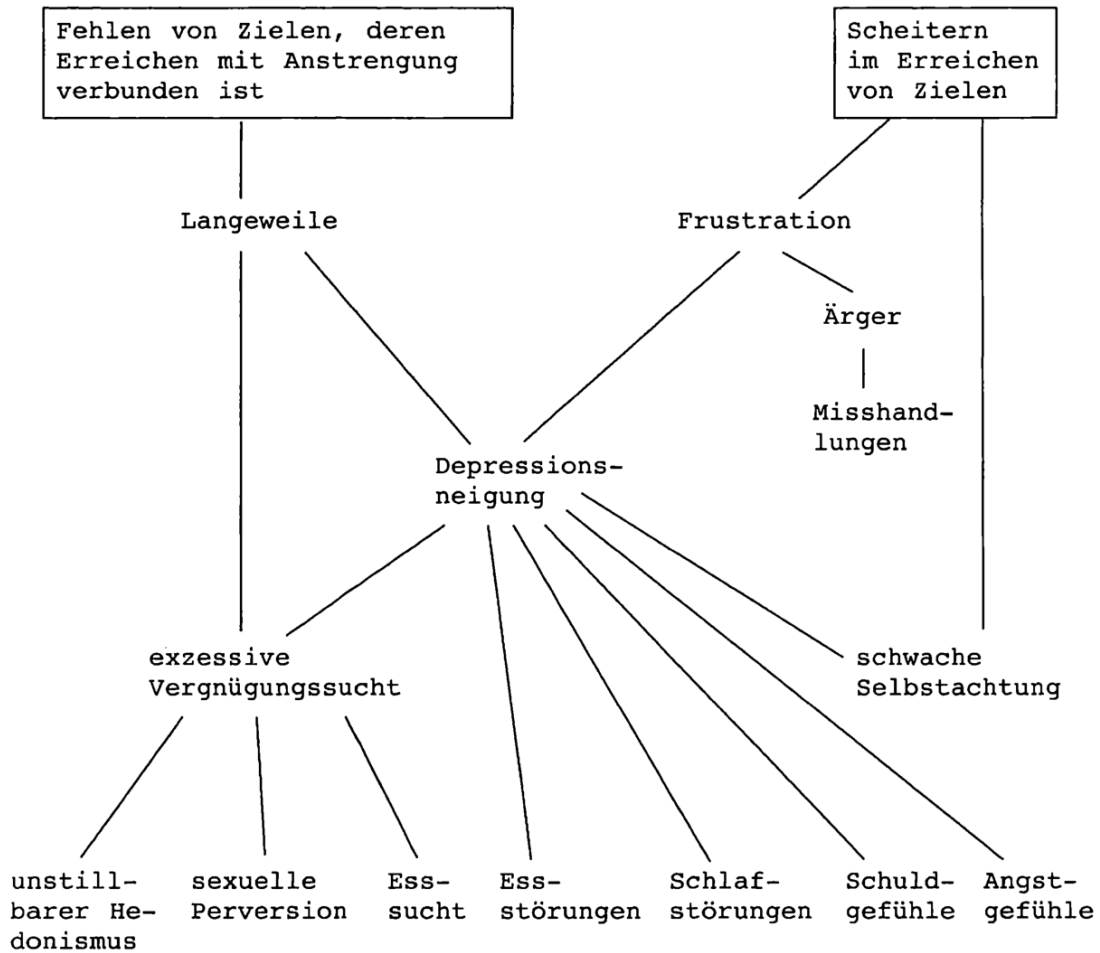 Fehlen von Zielen, deren
Erreichen mit Anstrengung
verbunden ist
Scheitern
im Erreichen
von Zielen
Langeweile
Frustration
Ärger
Misshand-
lungen
Depressions-
neigung
exzessive
Vergnügungssucht
schwache
Selbstachtung
unstill-
barer He-
donismus
sexuelle
Perversion
Ess-
sucht
Ess-
störungen
Schlaf-
störungen
Schuld-
gefühle
Angst-
gefühle